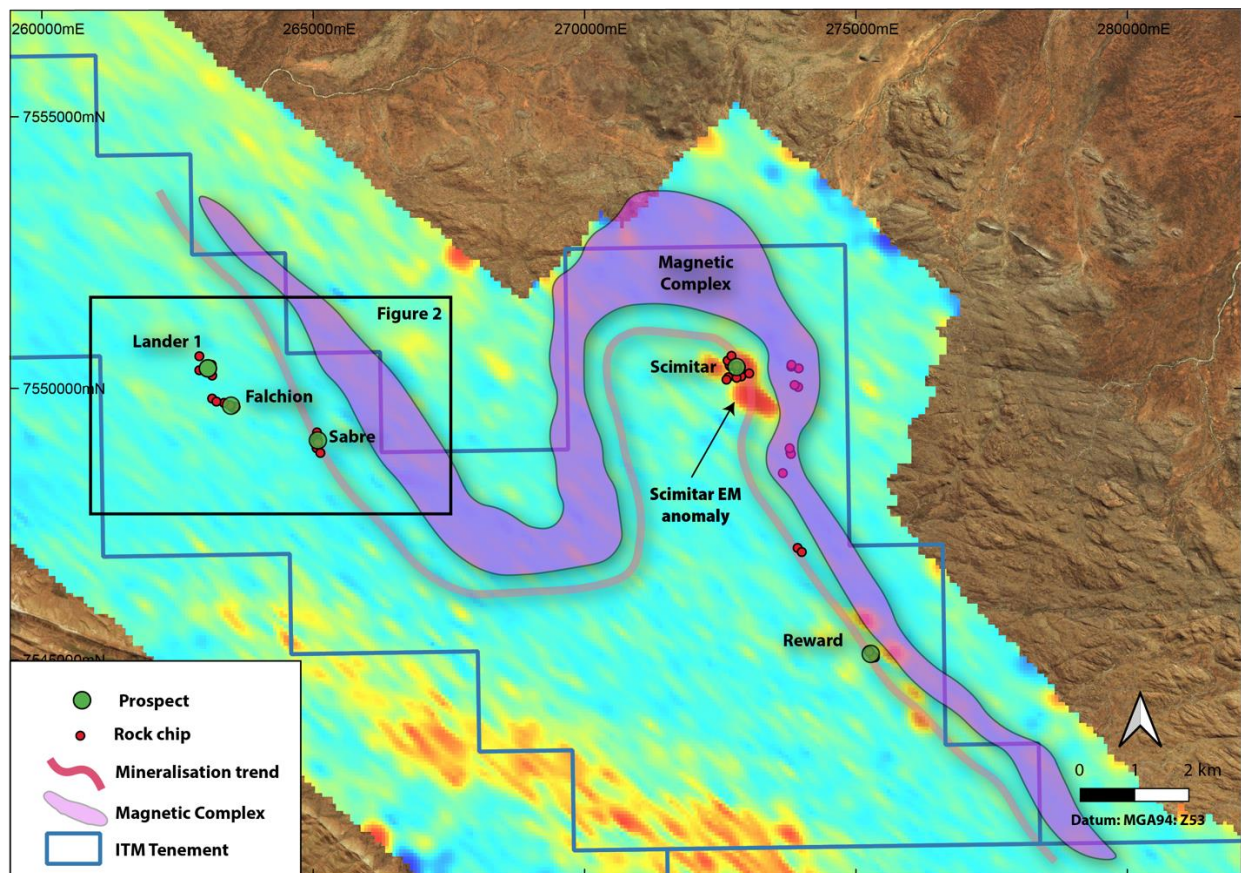 260000mE
265000mE
270000mE
275000mE
280000mE
7555000mN
Magnetic
Complex
Figure 2
Lander 1
7550000mN
Scimitar
Falchion
Sabre
Scimitar EM
anomaly
Reward
7545000mN
Prospect
Rock chip
Mineralisation trend
Magnetic Complex
ITM Tenement
0 1 2 km
Datum: MGA94: Z53